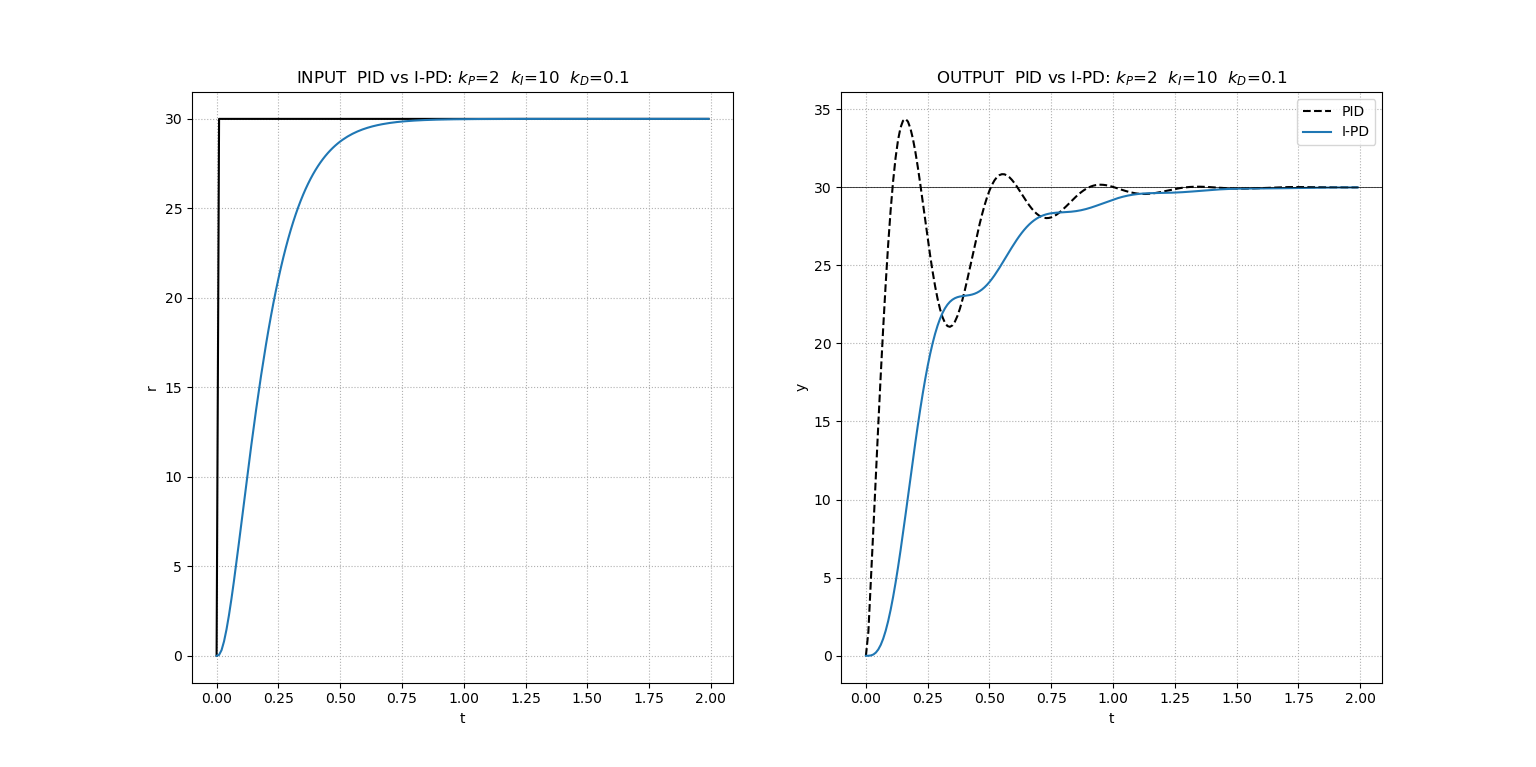 INPUT  PID vs I-PD: kP=2  kI=10  kD=0.1
30
25
20
15
10
5
0
r
0.00 0.25 0.50 0.75 1.00 1.25 1.50 1.75 2.00
t
OUTPUT  PID vs I-PD: kP=2  kI=10  kD=0.1
PID
I-PD
35
30
25
20
15
10
5
0
y
0.00 0.25 0.50 0.75 1.00 1.25 1.50 1.75 2.00
t